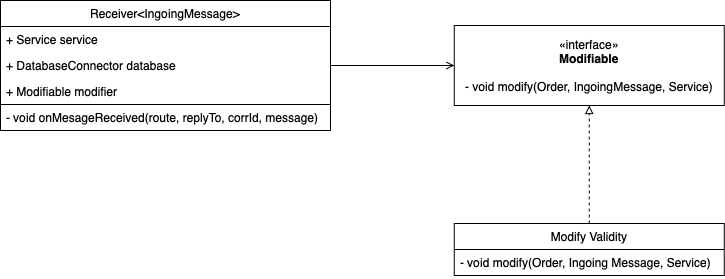 Receiver<IngoingMessage>
+ Service service
+ DatabaseConnector database
+ Modifiable modifier
- void onMesageReceived(route, replyTo, corrId, message)
«interface»
Modifiable
- void modify(Order, IngoingMessage, Service)
Modify Validity
- void modify(Order, Ingoing Message, Service)